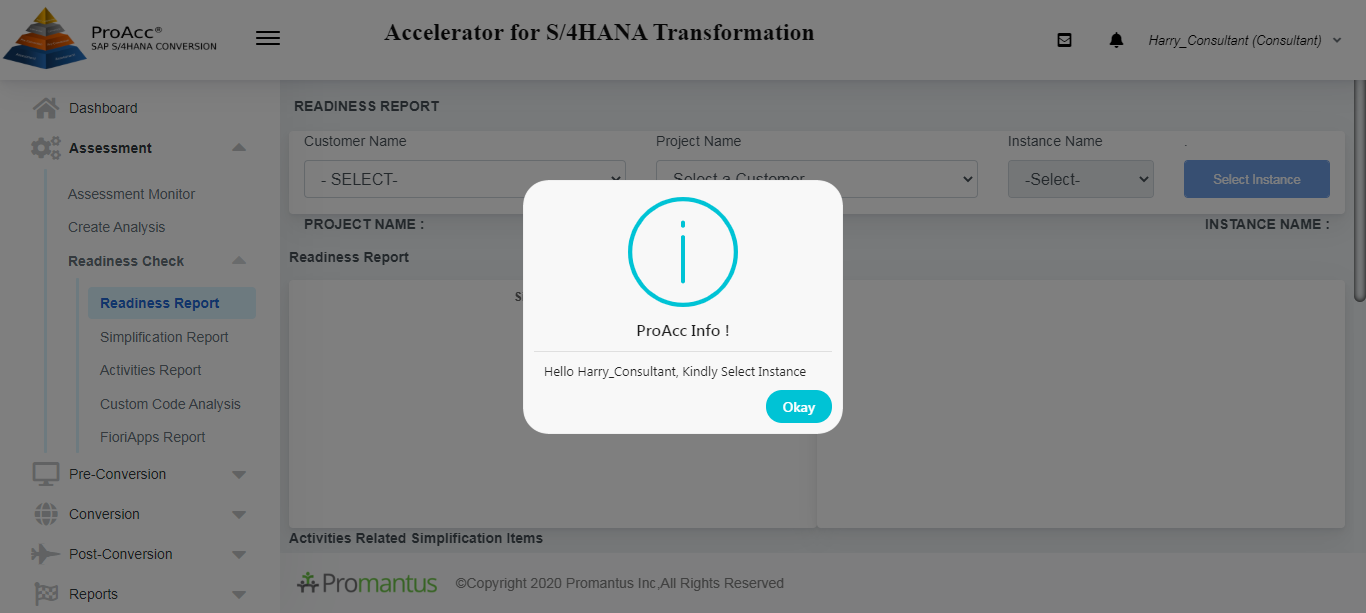 ProAcc®
SAP S/4HANA CONVERSION
Accelerator for S/4HANA Transformation
Harry_Consultant (Consultant)
Dashboard
Assessment
Assessment Monitor
Create Analysis
Readiness Check
Readiness Report
Simplification Report
Activities Report
Custom Code Analysis
FioriApps Report
Pre-Conversion
Conversion
Post-Conversion
Reports
READINESS REPORT
Customer Name
Project Name
Instance Name
.
- SELECT-
Select a Customer
-Select-
Select Instance
PROJECT NAME :
INSTANCE NAME :
Readiness Report
S
ProAcc Info !
Hello Harry_Consultant, Kindly Select Instance
Okay
Activities Related Simplification Items
Promantus
©Copyright 2020 Promantus Inc,All Rights Reserved